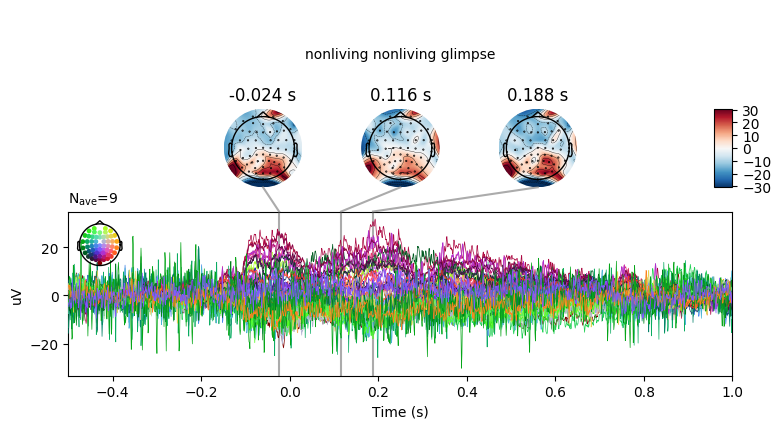 nonliving nonliving glimpse
-0.024 s 0.116 s 0.188 s
30
20
10
0
−10
−20
−30
Nave=9
20
0
−20
uV
−0.4 −0.2 0.0 0.2 0.4 0.6 0.8 1.0
Time (s)